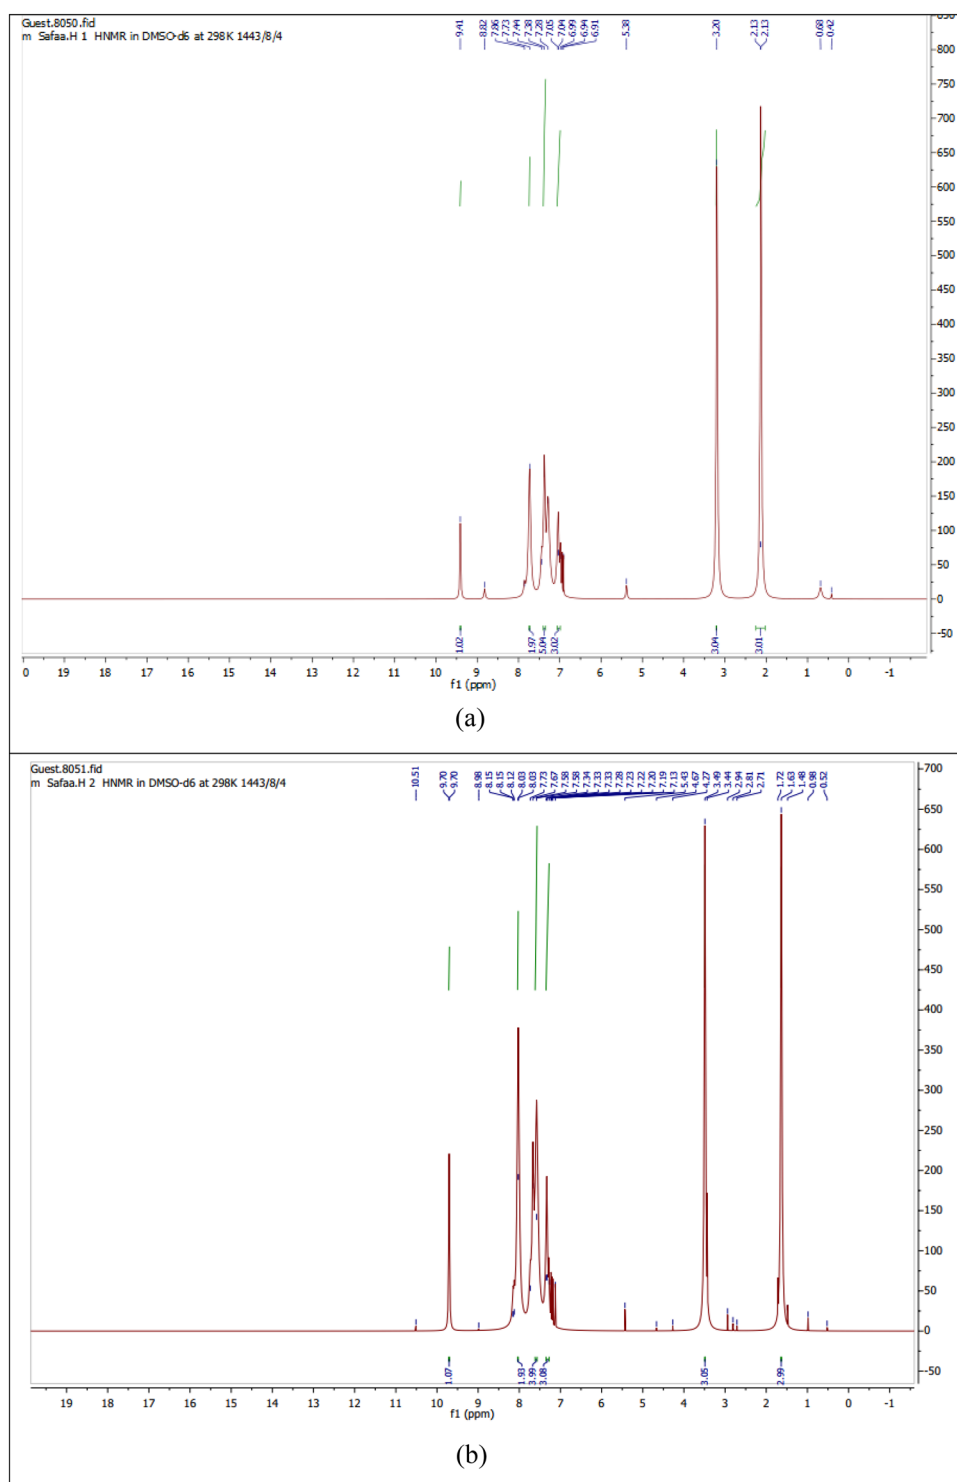 Guest.8050.fid
m Safaa.H 1 HNMR in DMSO-d6 at 298K 1443/8/4
9.41 8.82 7.86 7.73 7.44 7.38 7.28 7.05 7.04 6.99 6.94 6.91 5.38 3.20 2.13 2.13 0.68 0.42
850
800
750
700
650
600
550
500
450
400
350
300
250
200
150
100
50
0
-50
1.02 1.97 5.04 3.02 3.04 3.01
20 19 18 17 16 15 14 13 12 11 10 9 8 7 6 5 4 3 2 1 0 -1
f1 (ppm)
(a)
Guest.8051.fid
m Safaa.H 2 HNMR in DMSO-d6 at 298K 1443/8/4
10.51 9.70 9.70 8.98 8.15 8.15 8.12 8.03 8.03 7.73 7.67 7.58 7.58 7.34 7.33 7.33 7.28 7.23 7.22 7.20 7.19 7.13 5.43 4.67 4.27 3.49 3.44 2.94 2.81 2.71 1.72 1.63 1.48 0.98 0.52
700
650
600
550
500
450
400
350
300
250
200
150
100
50
0
-50
1.07 1.93 3.99 3.08 3.05 2.99
19 18 17 16 15 14 13 12 11 10 9 8 7 6 5 4 3 2 1 0 -1
f1 (ppm)
(b)